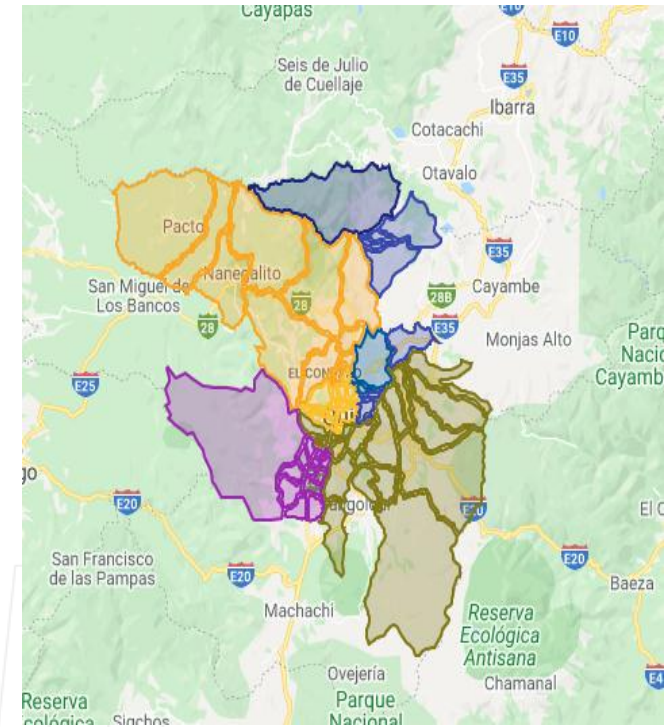 Cayapas
E10
E10
Seis de Julio
de Cuellaje
E35
Ibarra
Cotacachi
Otavalo
Pacto
E35
Nanegalito
San Miguel de
Los Bancos
28
28B
Cayambe
28
E35
Monjas Alto
Parq
Nacio
Cayamb
E25
E20
E20
El C
San Francisco
de las Pampas
E20
E20
Baeza
Machachi
Reserva
Ecológica
Antisana
Ovejería
Chamanal
E4
Reserva
Parque
Sigchos
Nacional